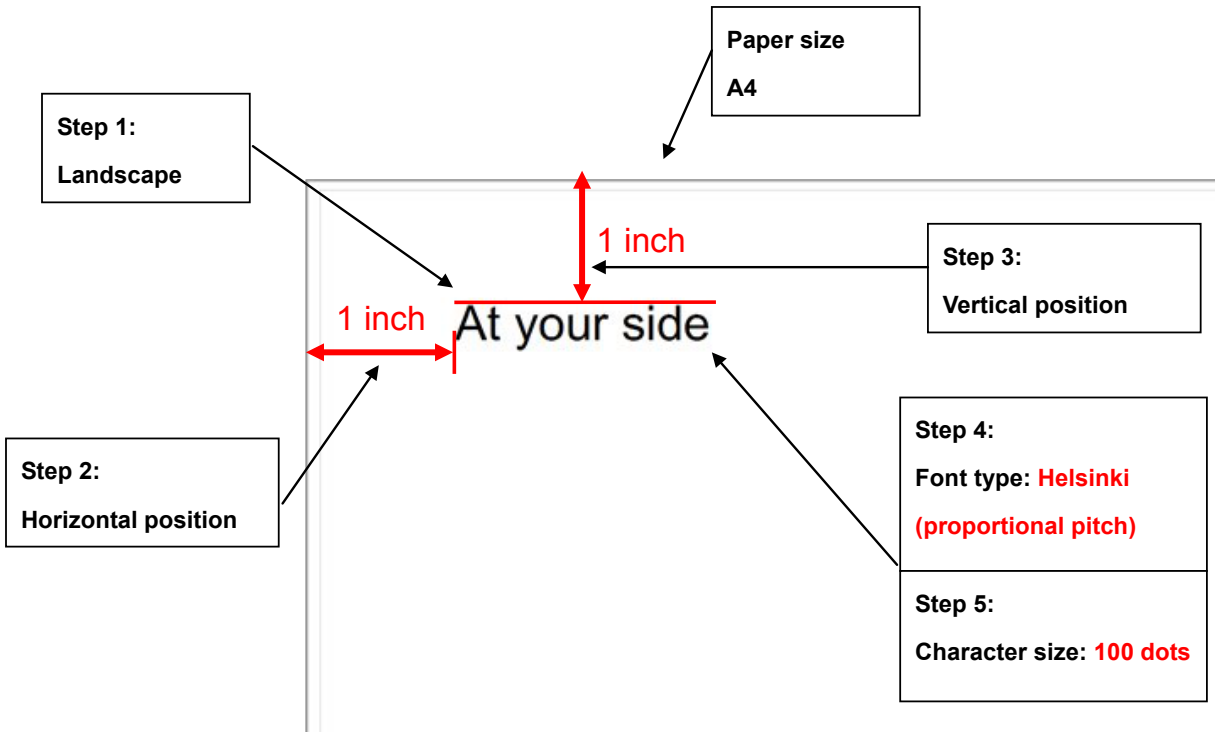 Paper size
A4
Step 1:
Landscape
1 inch
Step 3:
Vertical position
1 inch
At your side
Step 2:
Horizontal position
Step 4:
Font type: Helsinki
(proportional pitch)
Step 5:
Character size: 100 dots